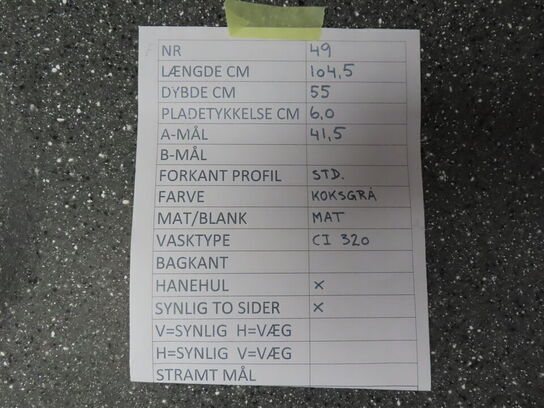 NR 49
LÆNGDE CM 104,5
DYBDE CM 55
PLADETYKKELSE CM 6,0
A-MÅL 41,5
B-MÅL
FORKANT PROFIL STD.
FARVE KOKSGRÅ
MAT/BLANK MAT
VASKTYPE CI 320
BAGKANT
HANEHUL x
SYNLIG TO SIDER x
V=SYNLIG H=VÆG
H=SYNLIG V=VÆG
STRAMT MÅL